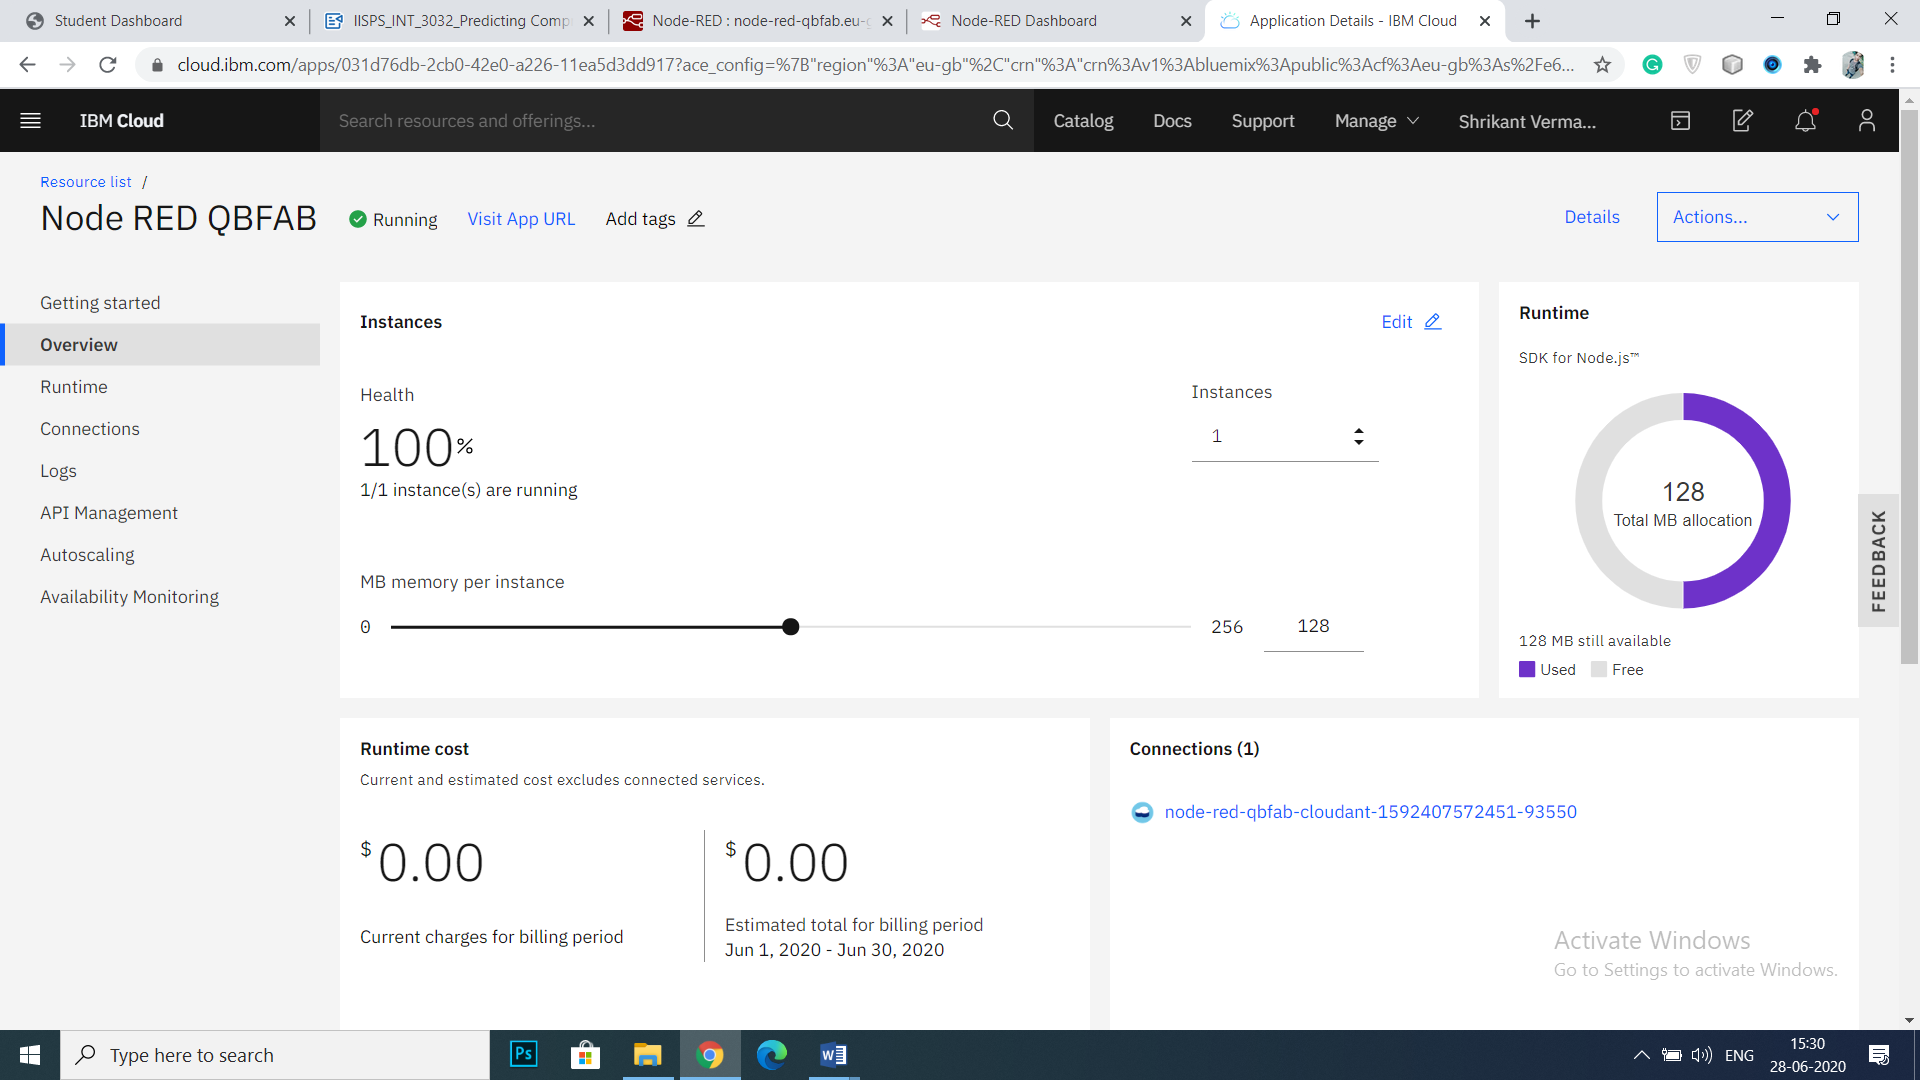 Student Dashboard
IISPS_INT_3032_Predicting Comp
Node-RED : node-red-qbfab.eu-g
Node-RED Dashboard
Application Details - IBM Cloud
cloud.ibm.com/apps/031d76db-2cb0-42e0-a226-11ea5d3dd917?ace_config=%7B"region"%3A"eu-gb"%2C"crn"%3A"crn%3Av1%3Abluemix%3Apublic%3Acf%3Aeu-gb%3As%2Fe6...
IBM Cloud
Search resources and offerings...
Catalog
Docs
Support
Manage
Shrikant Verma...
Resource list /
Node RED QBFAB
Running
Visit App URL
Add tags
Details
Actions...
Getting started
Overview
Runtime
Connections
Logs
API Management
Autoscaling
Availability Monitoring
Instances
Edit
Health
100%
1/1 instance(s) are running
Instances
1
MB memory per instance
0
256
128
Runtime
SDK for Node.js™
128
Total MB allocation
128 MB still available
Used
Free
FEEDBACK
Runtime cost
Current and estimated cost excludes connected services.
$0.00
Current charges for billing period
$0.00
Estimated total for billing period
Jun 1, 2020 - Jun 30, 2020
Connections (1)
node-red-qbfab-cloudant-1592407572451-93550
Activate Windows
Go to Settings to activate Windows.
Type here to search
Ps
W
ENG
15:30
28-06-2020